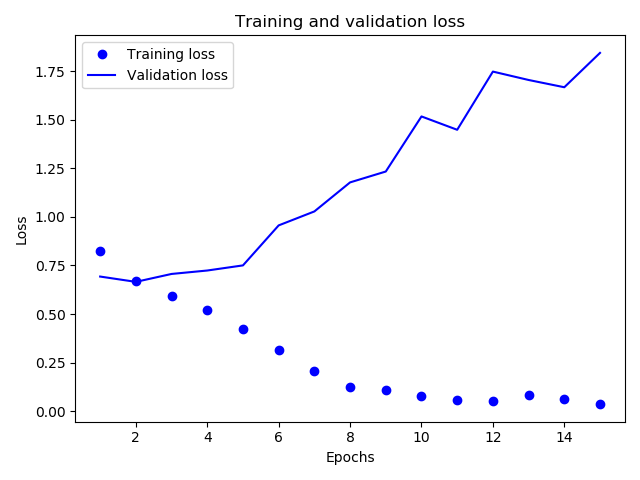 Training and validation loss
Training loss
Validation loss
Loss
1.75
1.50
1.25
1.00
0.75
0.50
0.25
0.00
2 4 6 8 10 12 14
Epochs